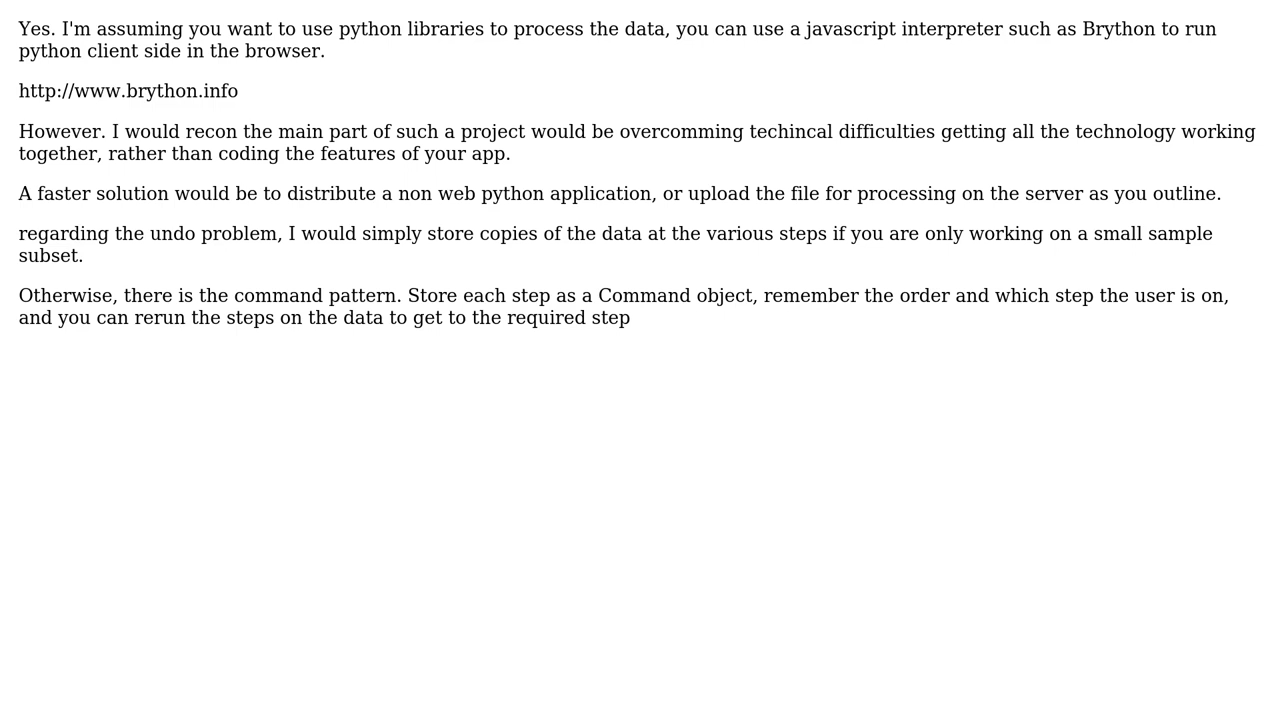 Yes. I'm assuming you want to use python libraries to process the data, you can use a javascript interpreter such as Brython to run
python client side in the browser.
http://www.brython.info
However. I would recon the main part of such a project would be overcomming techincal difficulties getting all the technology working
together, rather than coding the features of your app.
A faster solution would be to distribute a non web python application, or upload the file for processing on the server as you outline.
regarding the undo problem, I would simply store copies of the data at the various steps if you are only working on a small sample
subset.
Otherwise, there is the command pattern. Store each step as a Command object, remember the order and which step the user is on,
and you can rerun the steps on the data to get to the required step